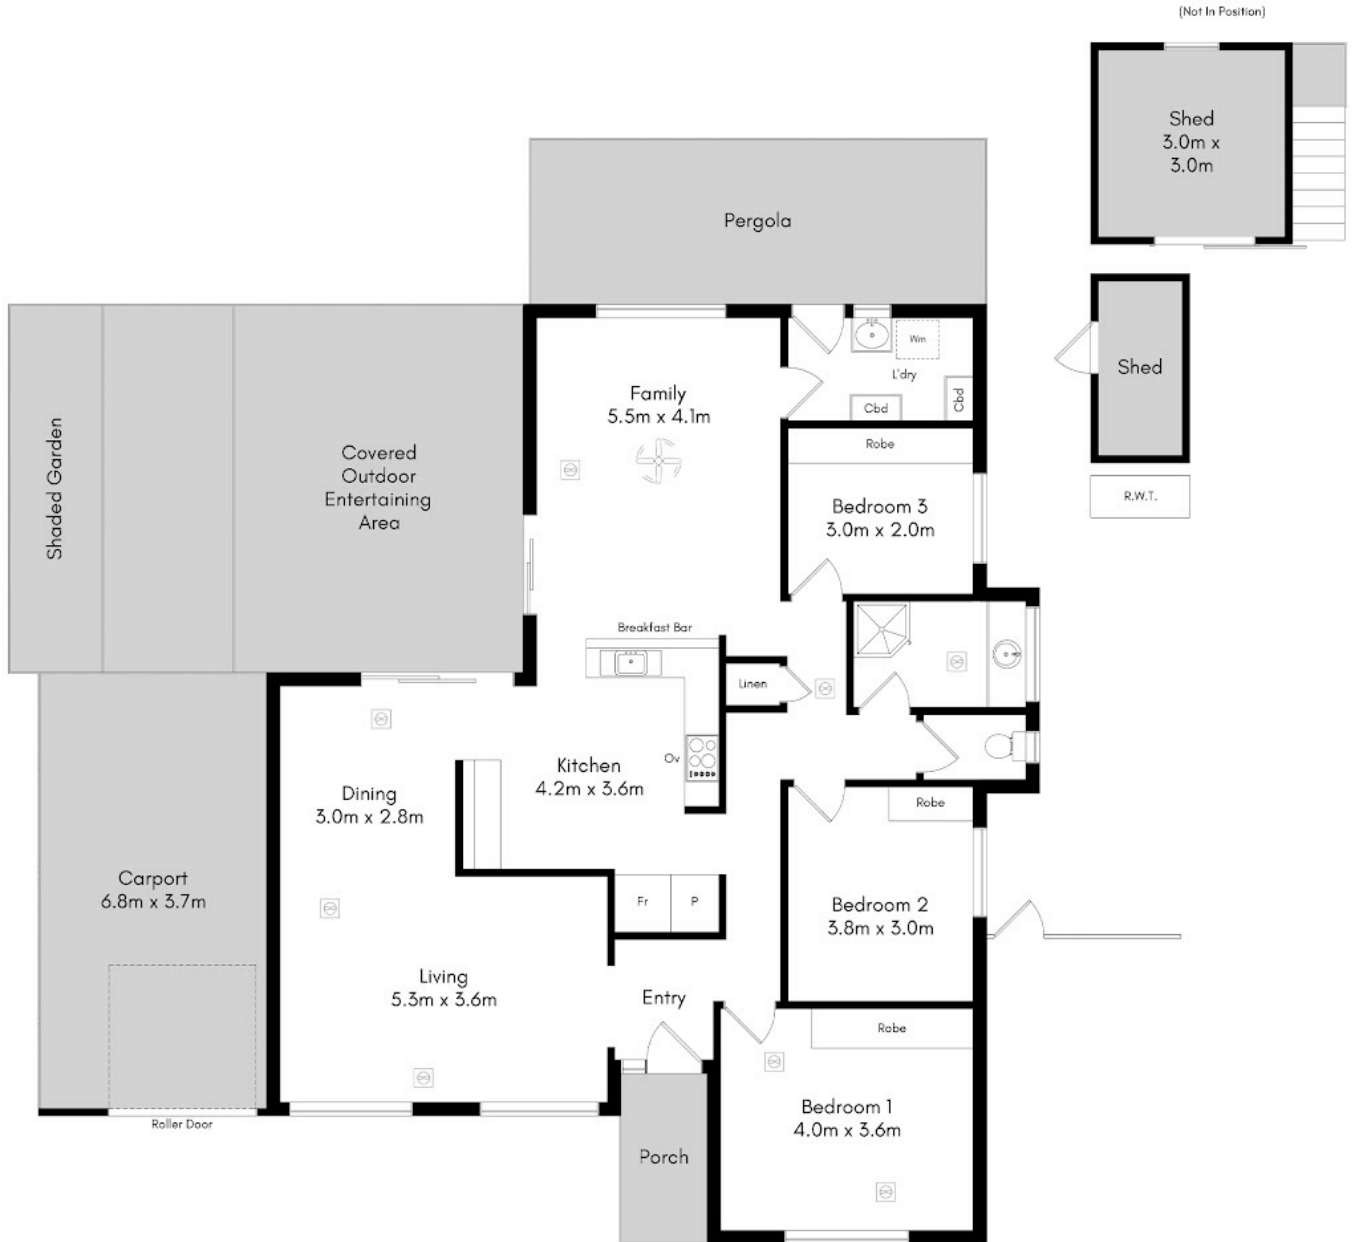 (Not In Position)
Shed
3.0m x
3.0m
Pergola
Shed
R.W.T.
Shaded Garden
Covered
Outdoor
Entertaining
Area
Family
5.5m x 4.1m
Wm
L'dry
Cbd
Cbd
Robe
Bedroom 3
3.0m x 2.0m
Breakfast Bar
Linen
Kitchen
4.2m x 3.6m
Ov
Dining
3.0m x 2.8m
Robe
Carport
6.8m x 3.7m
Fr
P
Bedroom 2
3.8m x 3.0m
Living
5.3m x 3.6m
Entry
Robe
Bedroom 1
4.0m x 3.6m
Roller Door
Porch